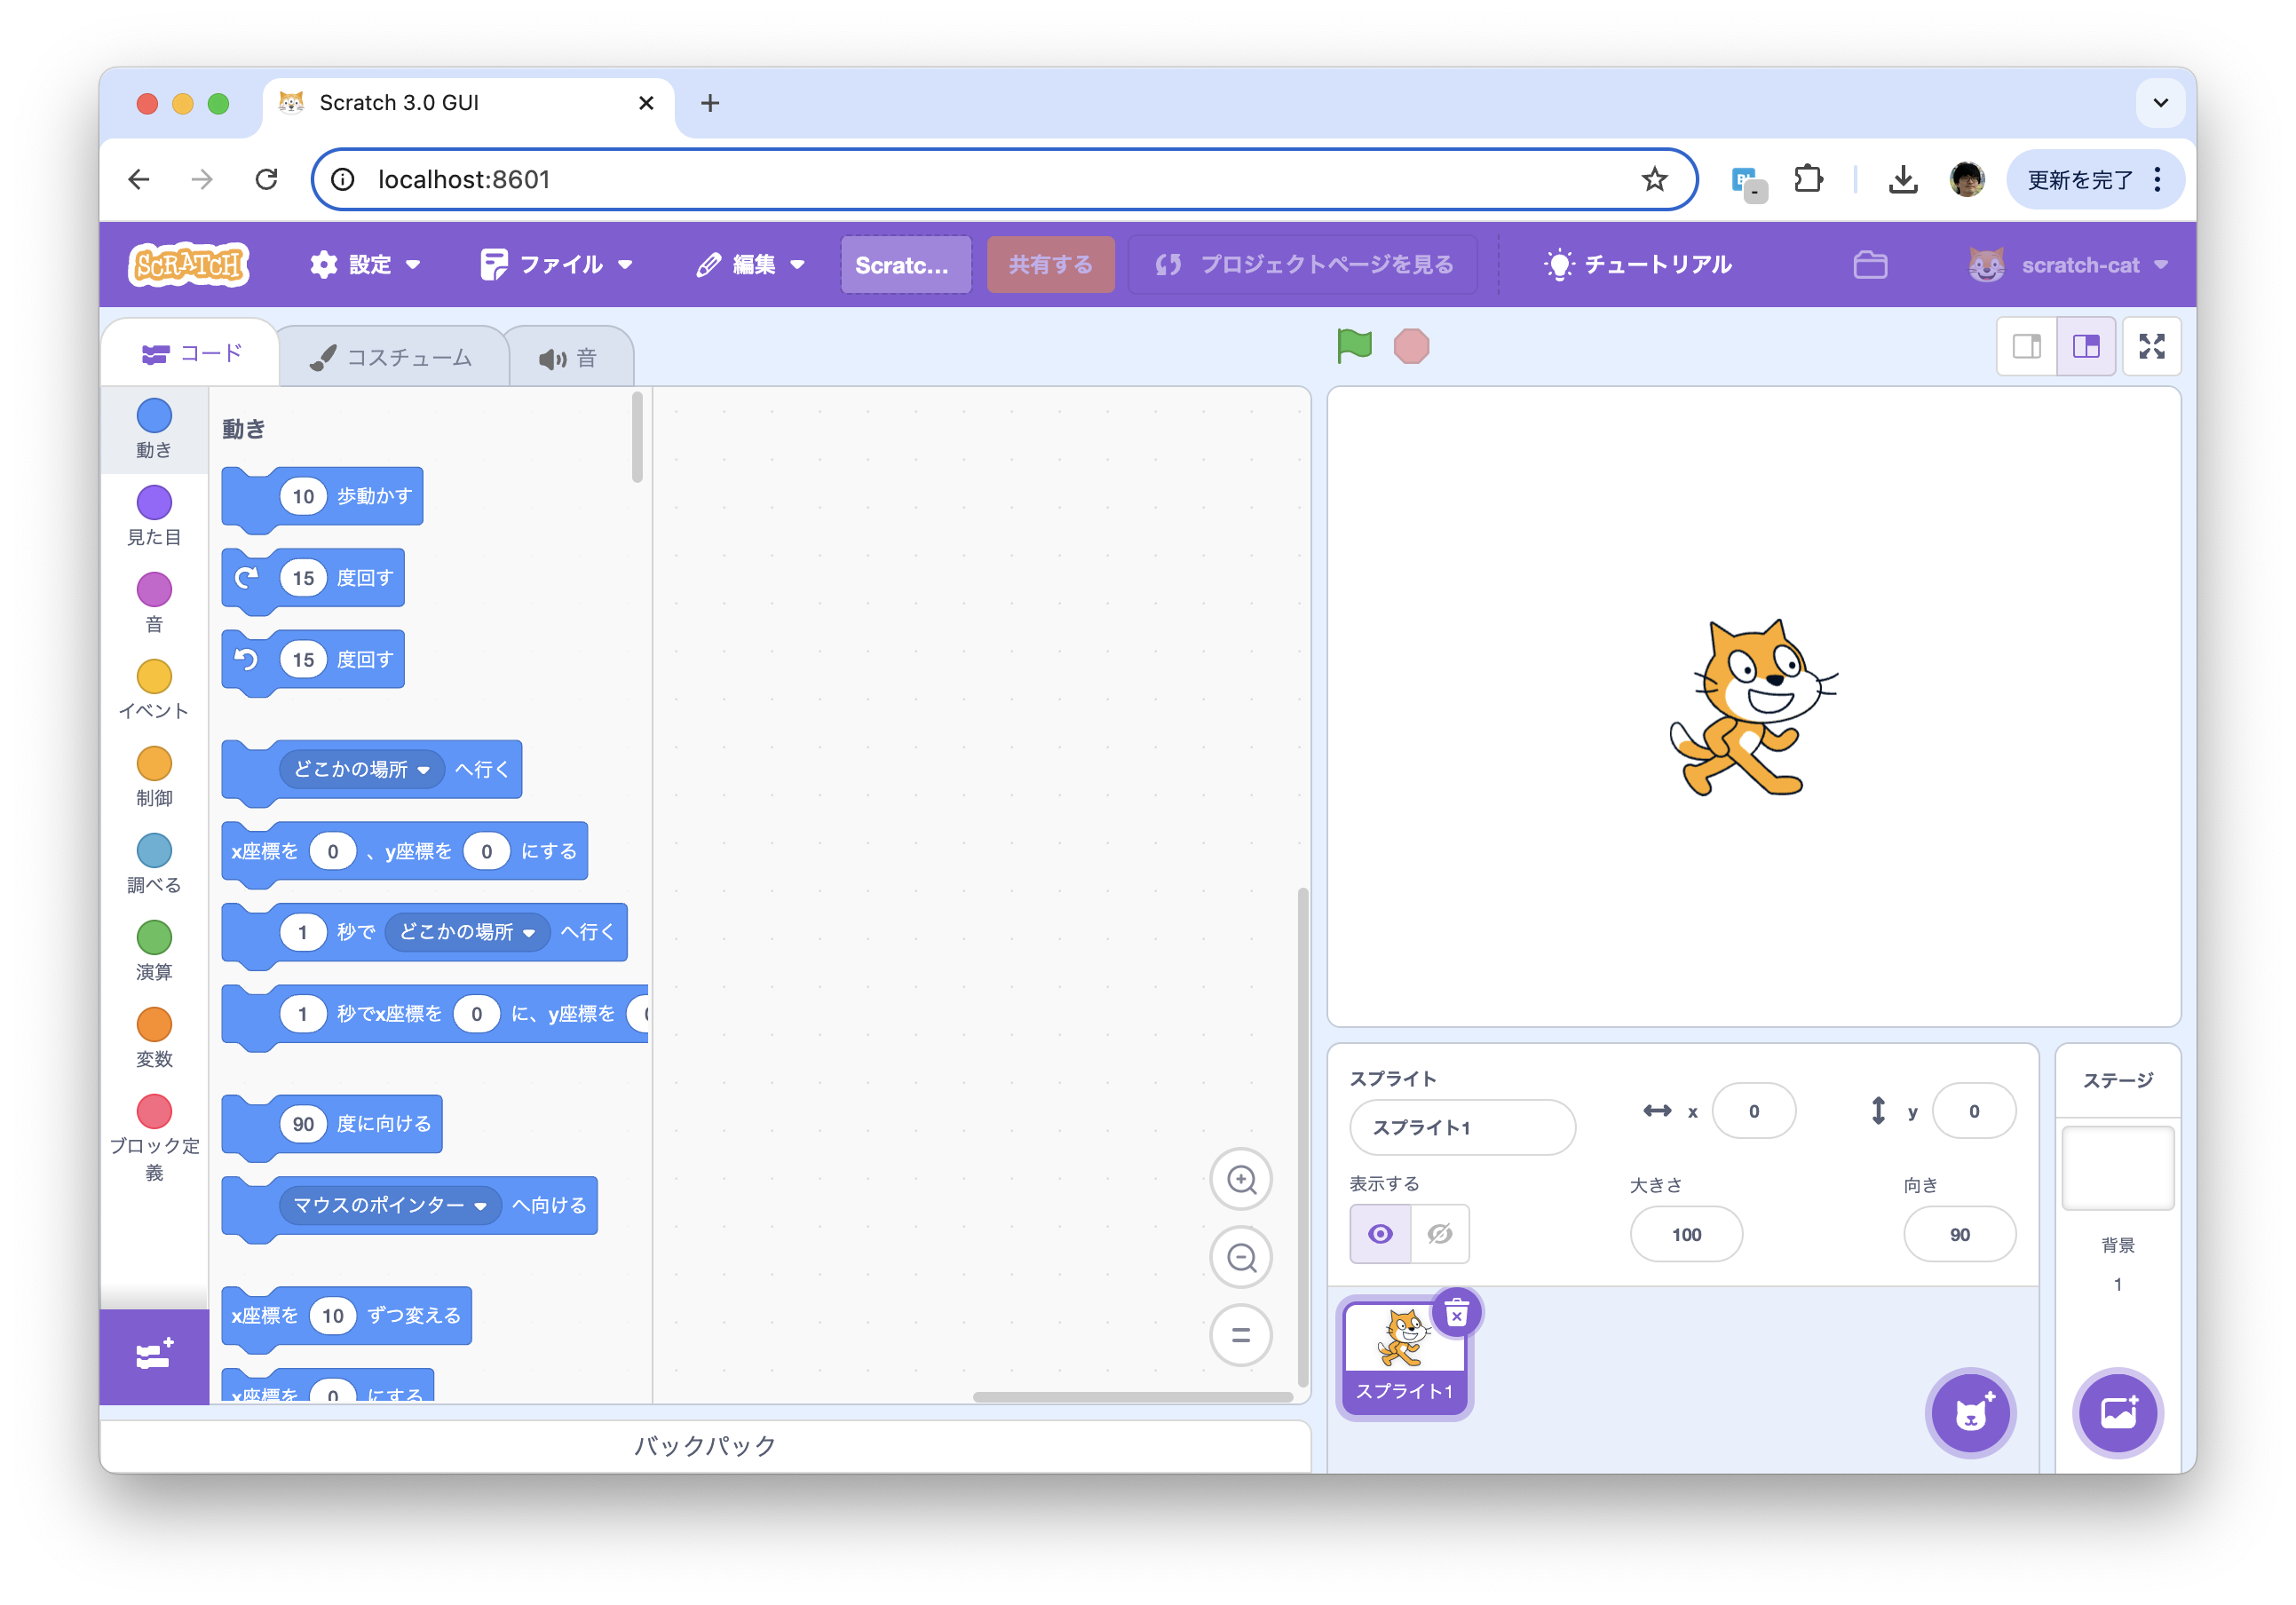 Scratch 3.0 GUI
localhost:8601
更新を完了
SCRATCH
設定
ファイル
編集
Scratc...
共有する
プロジェクトページを見る
チュートリアル
scratch-cat
コード
コスチューム
音
動き
見た目
音
イベント
制御
調べる
演算
変数
ブロック定
義
動き
10 歩動かす
15 度回す
15 度回す
どこかの場所 へ行く
x座標を 0 、y座標を 0 にする
1 秒で どこかの場所 へ行く
1 秒でx座標を 0 に、y座標を
90 度に向ける
マウスのポインター へ向ける
x座標を 10 ずつ変える
x座標を 0 にする
バックパック
スプライト
スプライト1
x 0
y 0
表示する
大きさ
100
向き
90
スプライト1
ステージ
背景
1